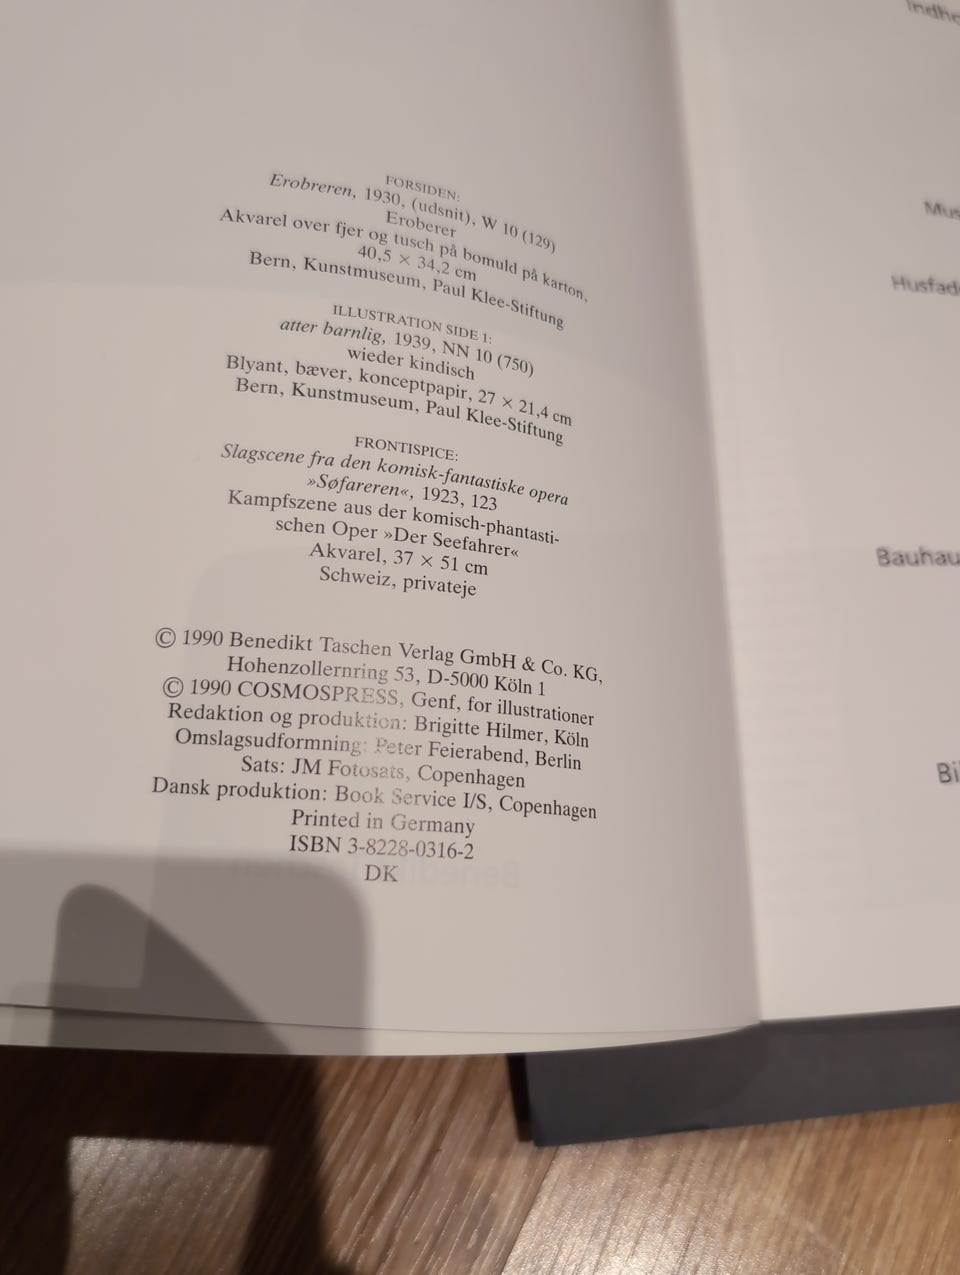 FORSIDEN:
Erobreren, 1930, (udsnit), W 10 (129)
Eroberer
Akvarel over fjer og tusch på bomuld på karton,
40,5 × 34,2 cm
Bern, Kunstmuseum, Paul Klee-Stiftung
ILLUSTRATION SIDE 1:
atter barnlig, 1939, NN 10 (750)
wieder kindisch
Blyant, bæver, konceptpapir, 27 × 21,4 cm
Bern, Kunstmuseum, Paul Klee-Stiftung
FRONTISPICE:
Slagscene fra den komisk-fantastiske opera
»Søfareren«, 1923, 123
Kampfszene aus der komisch-phantasti-
schen Oper »Der Seefahrer«
Akvarel, 37 × 51 cm
Schweiz, privateje
© 1990 Benedikt Taschen Verlag GmbH & Co. KG,
Hohenzollernring 53, D-5000 Köln 1
© 1990 COSMOSPRESS, Genf, for illustrationer
Redaktion og produktion: Brigitte Hilmer, Köln
Omslagsudformning: Peter Feierabend, Berlin
Sats: JM Fotosats, Copenhagen
Dansk produktion: Book Service I/S, Copenhagen
Printed in Germany
ISBN 3-8228-0316-2
DK